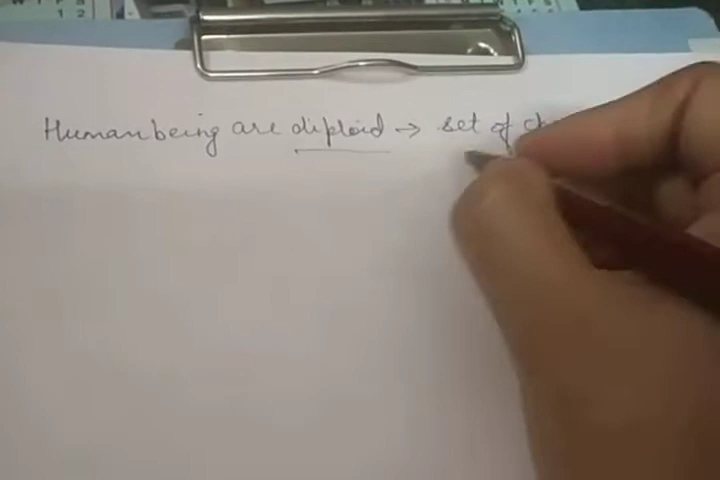 Human being are diploid → set of